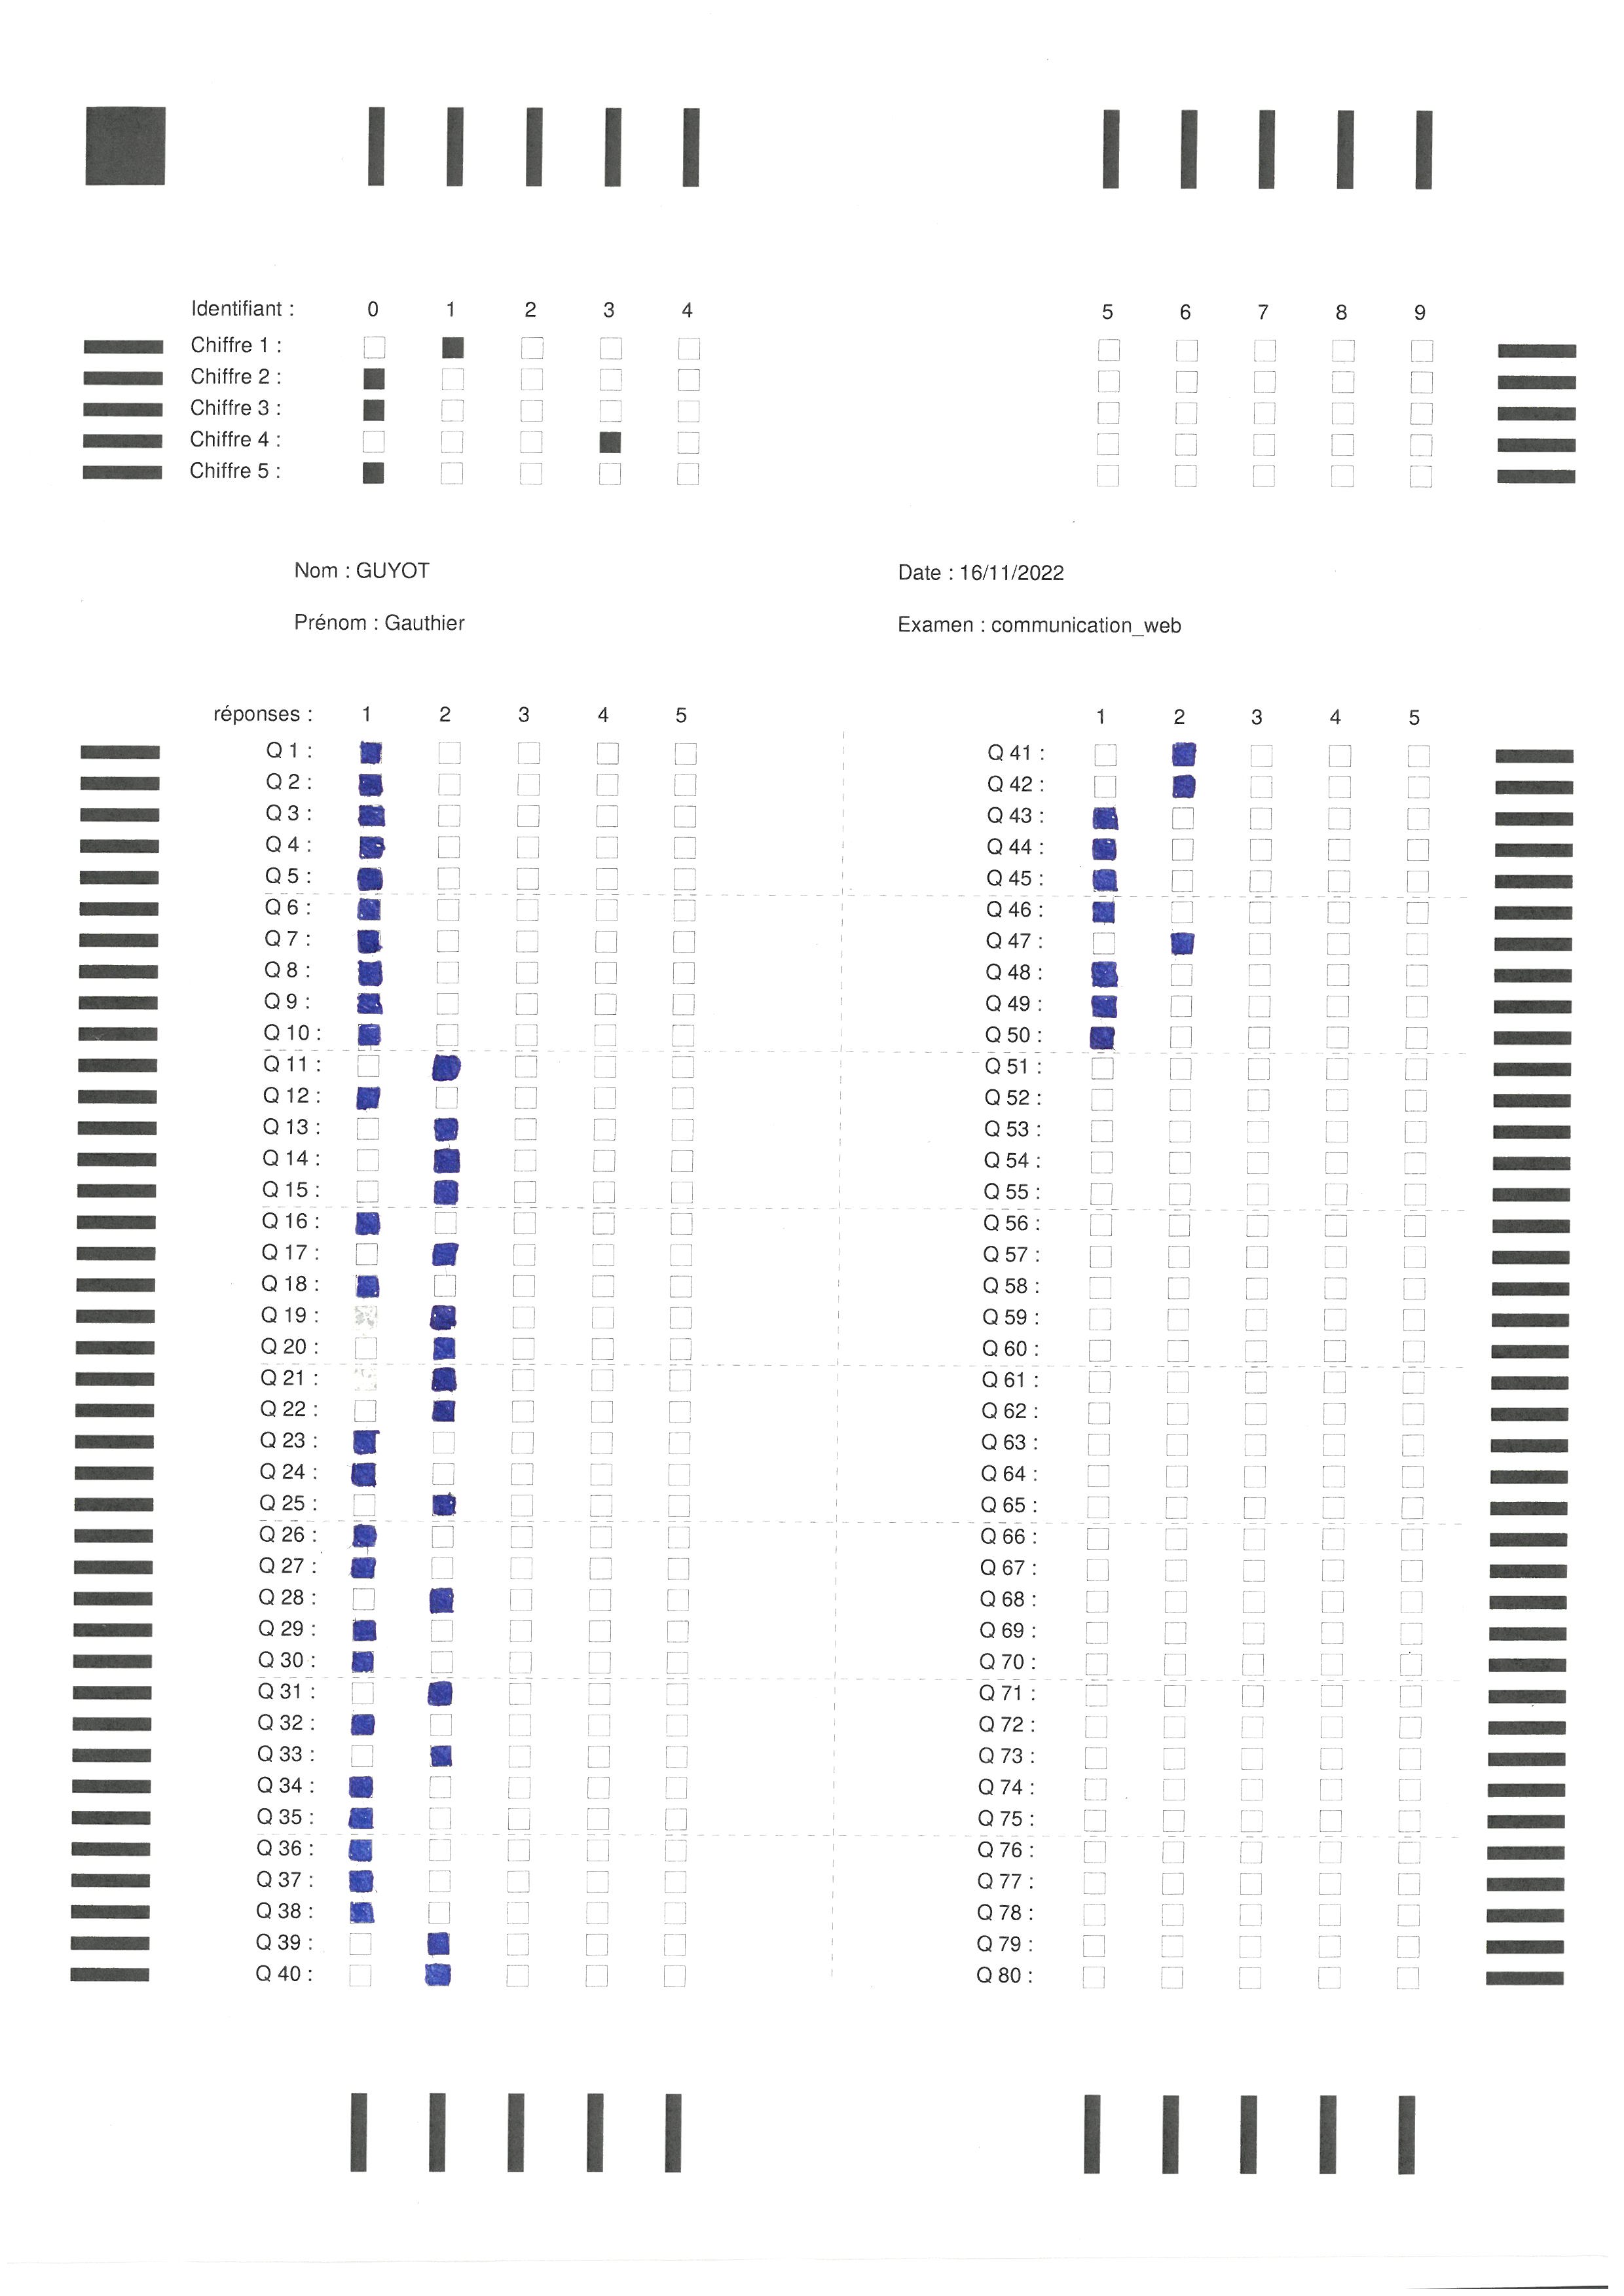 Identifiant : 0 1 2 3 4 5 6 7 8 9
Chiffre 1 :
Chiffre 2 :
Chiffre 3 :
Chiffre 4 :
Chiffre 5 :
Nom : GUYOT
Date : 16/11/2022
Prénom : Gauthier
Examen : communication_web
réponses : 1 2 3 4 5
Q 1 :
Q 2 :
Q 3 :
Q 4 :
Q 5 :
Q 6 :
Q 7 :
Q 8 :
Q 9 :
Q 10 :
Q 11 :
Q 12 :
Q 13 :
Q 14 :
Q 15 :
Q 16 :
Q 17 :
Q 18 :
Q 19 :
Q 20 :
Q 21 :
Q 22 :
Q 23 :
Q 24 :
Q 25 :
Q 26 :
Q 27 :
Q 28 :
Q 29 :
Q 30 :
Q 31 :
Q 32 :
Q 33 :
Q 34 :
Q 35 :
Q 36 :
Q 37 :
Q 38 :
Q 39 :
Q 40 :
1 2 3 4 5
Q 41 :
Q 42 :
Q 43 :
Q 44 :
Q 45 :
Q 46 :
Q 47 :
Q 48 :
Q 49 :
Q 50 :
Q 51 :
Q 52 :
Q 53 :
Q 54 :
Q 55 :
Q 56 :
Q 57 :
Q 58 :
Q 59 :
Q 60 :
Q 61 :
Q 62 :
Q 63 :
Q 64 :
Q 65 :
Q 66 :
Q 67 :
Q 68 :
Q 69 :
Q 70 :
Q 71 :
Q 72 :
Q 73 :
Q 74 :
Q 75 :
Q 76 :
Q 77 :
Q 78 :
Q 79 :
Q 80 :